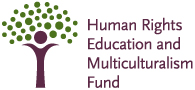 Human Rights
Education and
Multiculturalism
Fund